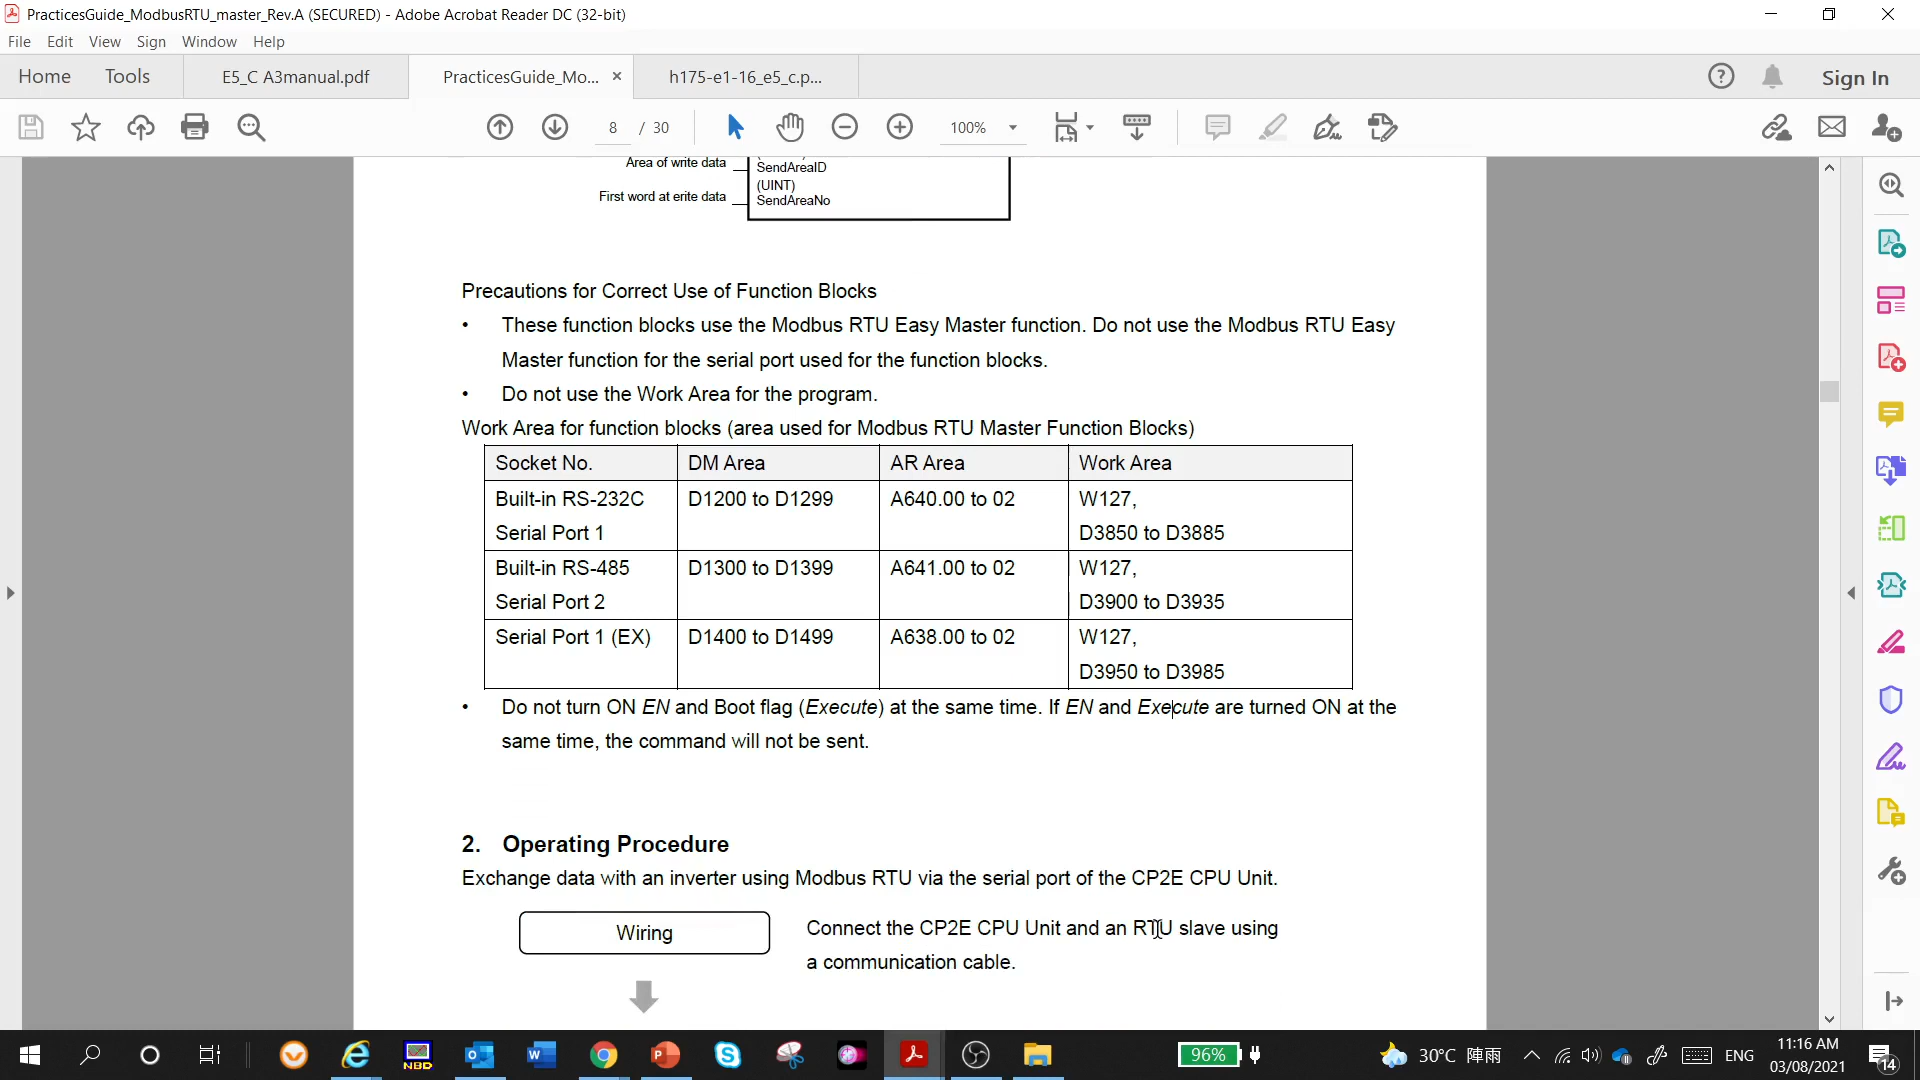 PracticesGuide_ModbusRTU_master_Rev.A (SECURED) - Adobe Acrobat Reader DC (32-bit)
File Edit View Sign Window Help
Home Tools E5_C A3manual.pdf PracticesGuide_Mo... × h175-e1-16_e5_c.p... Sign In
8 / 30 100%
Area of write data
SendAreaID
(UINT)
First word at erite data
SendAreaNo
Precautions for Correct Use of Function Blocks
• These function blocks use the Modbus RTU Easy Master function. Do not use the Modbus RTU Easy
Master function for the serial port used for the function blocks.
• Do not use the Work Area for the program.
Work Area for function blocks (area used for Modbus RTU Master Function Blocks)
Socket No. DM Area AR Area Work Area
Built-in RS-232C D1200 to D1299 A640.00 to 02 W127,
Serial Port 1 D3850 to D3885
Built-in RS-485 D1300 to D1399 A641.00 to 02 W127,
Serial Port 2 D3900 to D3935
Serial Port 1 (EX) D1400 to D1499 A638.00 to 02 W127,
D3950 to D3985
• Do not turn ON EN and Boot flag (Execute) at the same time. If EN and Execute are turned ON at the
same time, the command will not be sent.
2. Operating Procedure
Exchange data with an inverter using Modbus RTU via the serial port of the CP2E CPU Unit.
Wiring
Connect the CP2E CPU Unit and an RTU slave using
a communication cable.
NBD
96%
30°C 陣雨
ENG
11:16 AM
03/08/2021
14